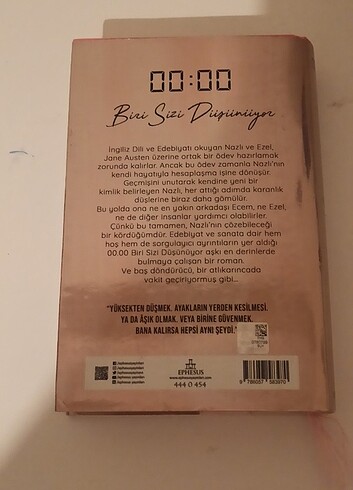 00:00
Biri Sizi Düşünüyor
İngiliz Dili ve Edebiyatı okuyan Nazlı ve Ezel,
Jane Austen üzerine ortak bir ödev hazırlamak
zorunda kalırlar. Ancak bu ödev zamanla Nazlı'nın
kendi hayatıyla hesaplaşma işine dönüşür.
Geçmişini unutarak kendine yeni bir
kimlik belirleyen Nazlı, her attığı adımda karanlık
düşlerine biraz daha gömülür.
Bu yolda ona ne en yakın arkadaşı Ecem, ne Ezel,
ne de diğer insanlar yardımcı olabilirler.
Çünkü bu tamamen, Nazlı'nın çözebileceği
bir kördüğümdür. Edebiyat ve sanata dair hem
hoş hem de sorgulayıcı ayrıntıların yer aldığı
00.00 Biri Sizi Düşünüyor aşkı en derinlerde
bulmaya çalışan bir roman.
Ve baş döndürücü, bir atlıkarıncada
vakit geçiriyormuş gibi...
"YÜKSEKTEN DÜŞMEK. AYAKLARIN YERDEN KESİLMESİ.
YA DA ÂŞIK OLMAK. VEYA BİRİNE GÜVENMEK.
BANA KALIRSA HEPSİ AYNI ŞEYDİ."
EPHESUS
444 0 454
9 786057 583970